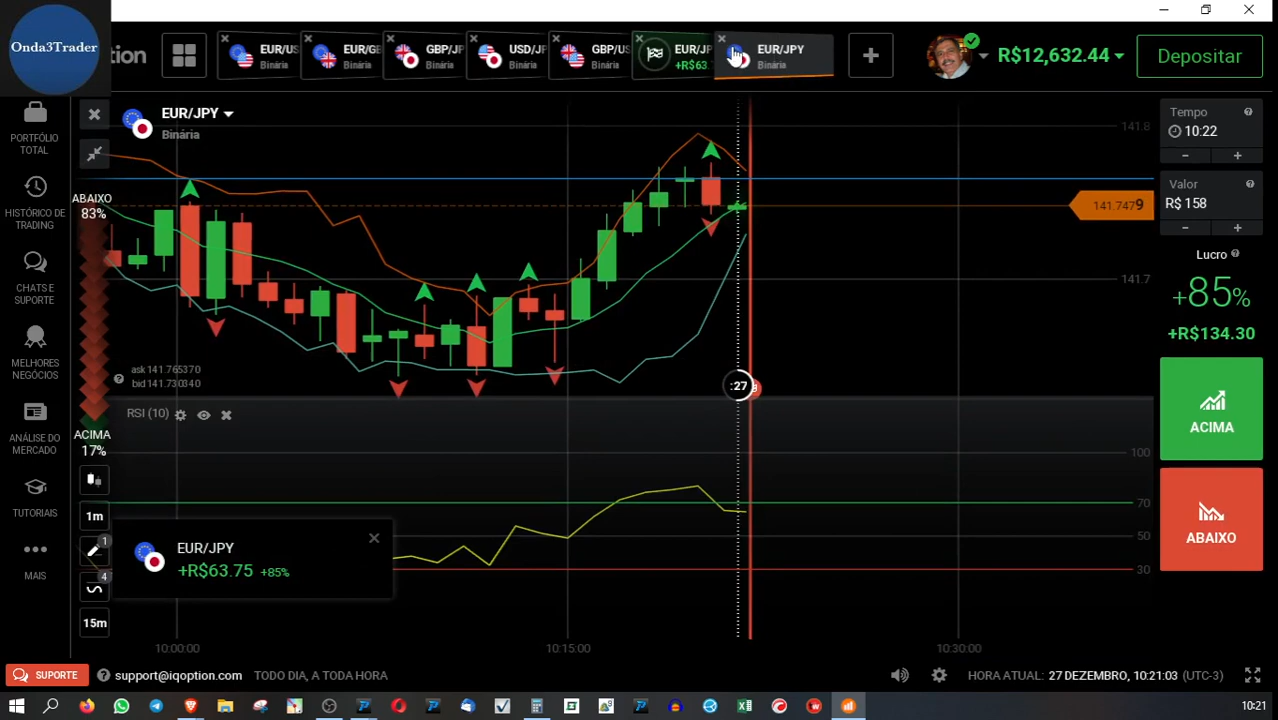 Onda3Trader
tion
EUR/US
Binária
EUR/GE
Binária
GBP/JP
Binária
USD/JP
Binária
GBP/US
Binária
EUR/JP
+R$63.
EUR/JPY
Binária
R$12,632.44
Depositar
PORTFÓLIO
TOTAL
HISTÓRICO DE
TRADING
CHATS E
SUPORTE
MELHORES
NEGÓCIOS
ANÁLISE DO
MERCADO
TUTORIAIS
MAIS
EUR/JPY
Binária
ABAIXO
83%
ask 141.765370
bid 141.730340
ACIMA
17%
RSI (10)
1m
1
4
15m
EUR/JPY
+R$63.75 +85%
:27
141.8
141.7479
141.7
100
70
50
30
10:00:00
10:15:00
10:30:00
Tempo
10:22
Valor
R$ 158
Lucro
+85%
+R$134.30
ACIMA
ABAIXO
SUPORTE
support@iqoption.com
TODO DIA, A TODA HORA
HORA ATUAL: 27 DEZEMBRO, 10:21:03 (UTC-3)
10:21